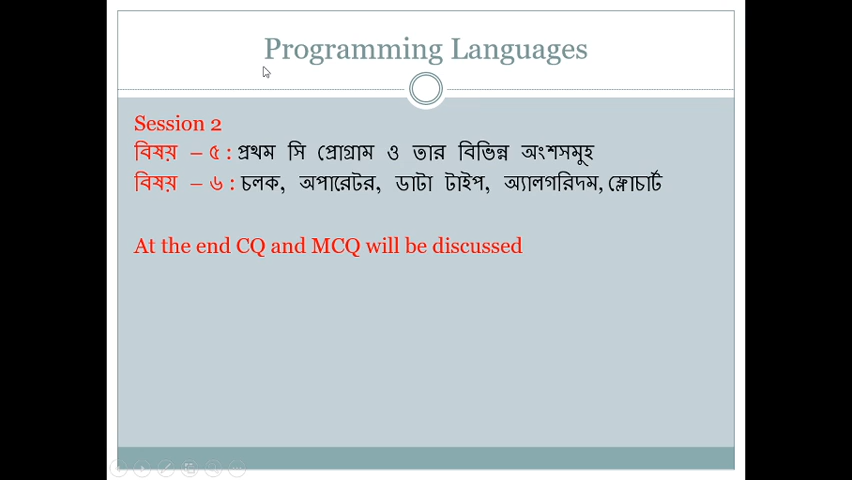 Programming Languages
Session 2
বিষয় – ৫ : প্রথম সি প্রোগ্রাম ও তার বিভিন্ন অংশসমুহ
বিষয় – ৬ : চলক, অপারেটর, ডাটা টাইপ, অ্যালগরিদম, ফ্লোচার্ট
At the end CQ and MCQ will be discussed